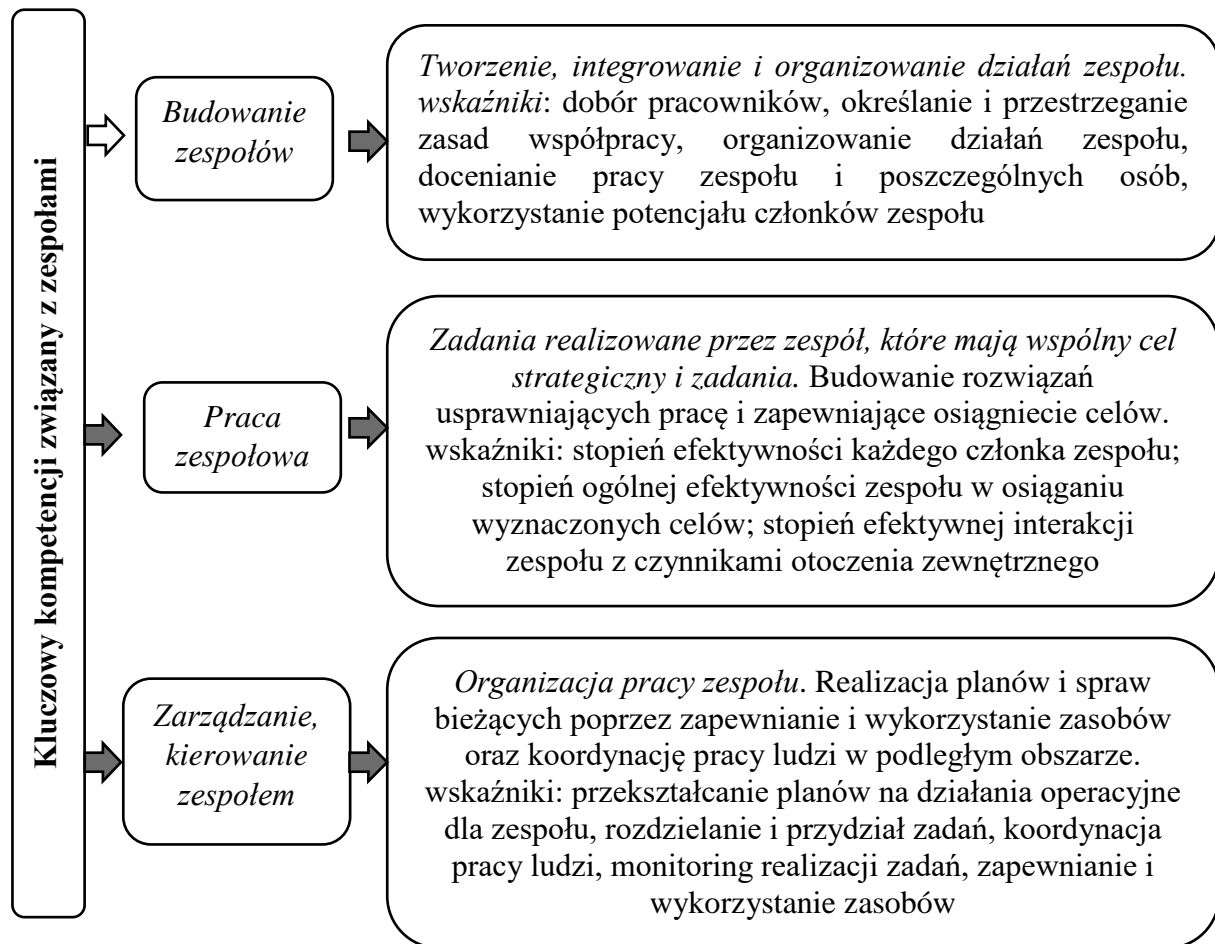 Kluczowy kompetencji związany z zespołami
Budowanie
zespołów
Tworzenie, integrowanie i organizowanie działań zespołu.
wskaźniki: dobór pracowników, określanie i przestrzeganie
zasad współpracy, organizowanie działań zespołu,
docenianie pracy zespołu i poszczególnych osób,
wykorzystanie potencjału członków zespołu
Praca
zespołowa
Zadania realizowane przez zespół, które mają wspólny cel
strategiczny i zadania. Budowanie rozwiązań
usprawniających pracę i zapewniające osiągniecie celów.
wskaźniki: stopień efektywności każdego członka zespołu;
stopień ogólnej efektywności zespołu w osiąganiu
wyznaczonych celów; stopień efektywnej interakcji
zespołu z czynnikami otoczenia zewnętrznego
Zarządzanie,
kierowanie
zespołem
Organizacja pracy zespołu. Realizacja planów i spraw
bieżących poprzez zapewnianie i wykorzystanie zasobów
oraz koordynację pracy ludzi w podległym obszarze.
wskaźniki: przekształcanie planów na działania operacyjne
dla zespołu, rozdzielanie i przydział zadań, koordynacja
pracy ludzi, monitoring realizacji zadań, zapewnianie i
wykorzystanie zasobów